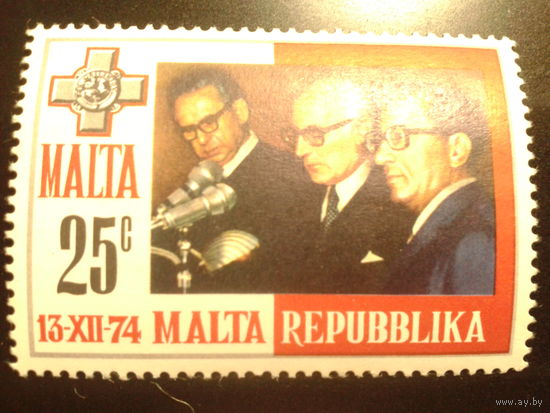 MALTA
25c
13-XII-74 MALTA REPUBBLIKA
www.ay.by